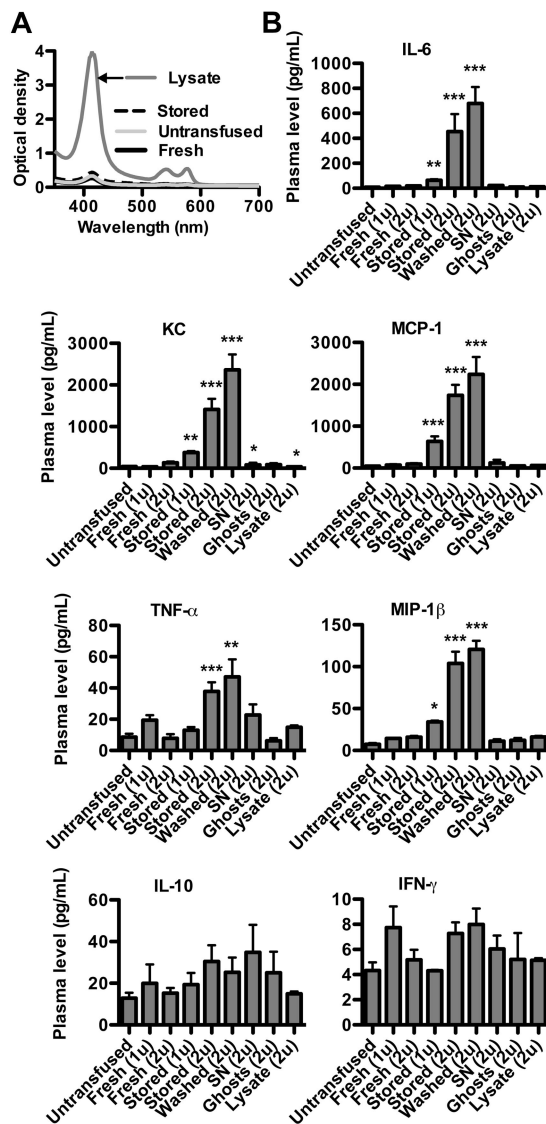 A
Optical density
4
3
2
1
0
Lysate
Stored
Untransfused
Fresh
400
500
600
700
Wavelength (nm)
B
IL-6
Plasma level (pg/mL)
1000
800
600
400
200
0
**
***
***
Untransfused
Fresh (1u)
Fresh (2u)
Stored (1u)
Stored (2u)
Washed (2u)
SN (2u)
Ghosts (2u)
Lysate (2u)
KC
Plasma level (pg/mL)
3000
2000
1000
0
**
***
***
*
*
Untransfused
Fresh (1u)
Fresh (2u)
Stored (1u)
Stored (2u)
Washed (2u)
SN (2u)
Ghosts (2u)
Lysate (2u)
MCP-1
3000
2000
1000
0
***
***
***
Untransfused
Fresh (1u)
Fresh (2u)
Stored (1u)
Stored (2u)
Washed (2u)
SN (2u)
Ghosts (2u)
Lysate (2u)
TNF-α
Plasma level (pg/mL)
80
60
40
20
0
***
**
Untransfused
Fresh (1u)
Fresh (2u)
Stored (1u)
Stored (2u)
Washed (2u)
SN (2u)
Ghosts (2u)
Lysate (2u)
MIP-1β
150
100
50
0
*
***
***
Untransfused
Fresh (1u)
Fresh (2u)
Stored (1u)
Stored (2u)
Washed (2u)
SN (2u)
Ghosts (2u)
Lysate (2u)
IL-10
Plasma level (pg/mL)
60
40
20
0
Untransfused
Fresh (1u)
Fresh (2u)
Stored (1u)
Stored (2u)
Washed (2u)
SN (2u)
Ghosts (2u)
Lysate (2u)
IFN-γ
10
8
6
4
2
0
Untransfused
Fresh (1u)
Fresh (2u)
Stored (1u)
Stored (2u)
Washed (2u)
SN (2u)
Ghosts (2u)
Lysate (2u)